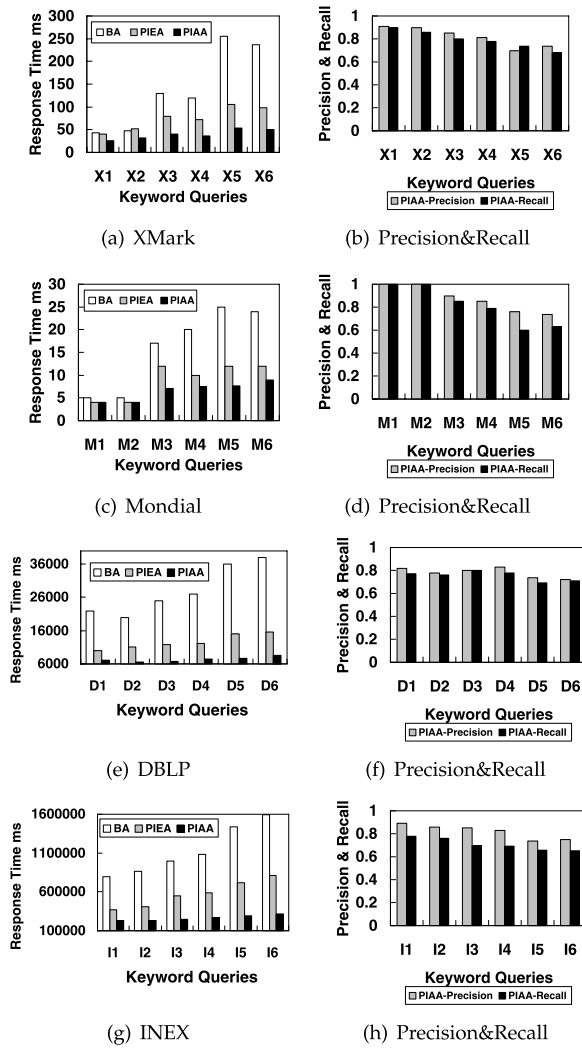 300
250
200
150
100
50
0
Response Time ms
BA PIEA PIAA
X1 X2 X3 X4 X5 X6
Keyword Queries
(a) XMark
1
0.8
0.6
0.4
0.2
0
Precision & Recall
X1 X2 X3 X4 X5 X6
Keyword Queries
PIAA-Precision PIAA-Recall
(b) Precision&Recall
30
25
20
15
10
5
0
Response Time ms
BA PIEA PIAA
M1 M2 M3 M4 M5 M6
Keyword Queries
(c) Mondial
1
0.8
0.6
0.4
0.2
0
Precision & Recall
M1 M2 M3 M4 M5 M6
Keyword Queries
PIAA-Precision PIAA-Recall
(d) Precision&Recall
36000
26000
16000
6000
Response Time ms
BA PIEA PIAA
D1 D2 D3 D4 D5 D6
Keyword Queries
(e) DBLP
1
0.8
0.6
0.4
0.2
0
Precision & Recall
D1 D2 D3 D4 D5 D6
Keyword Queries
PIAA-Precision PIAA-Recall
(f) Precision&Recall
1600000
1100000
600000
100000
Response Time ms
BA PIEA PIAA
I1 I2 I3 I4 I5 I6
Keyword Queries
(g) INEX
1
0.8
0.6
0.4
0.2
0
Precision & Recall
I1 I2 I3 I4 I5 I6
Keyword Queries
PIAA-Precision PIAA-Recall
(h) Precision&Recall